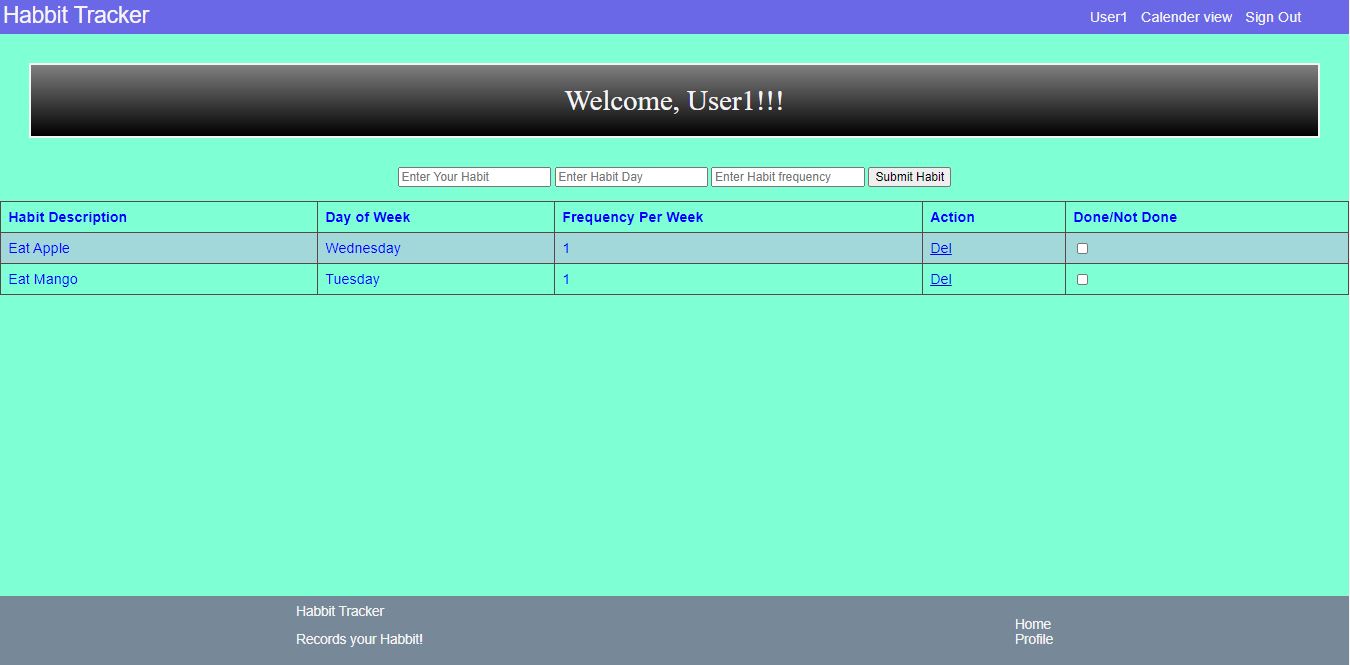 Habbit Tracker
User1 Calender view Sign Out
Welcome, User1!!!
Enter Your Habit Enter Habit Day Enter Habit frequency Submit Habit
Habit Description Day of Week Frequency Per Week Action Done/Not Done
Eat Apple Wednesday 1 Del
Eat Mango Tuesday 1 Del
Habbit Tracker
Records your Habbit!
Home
Profile